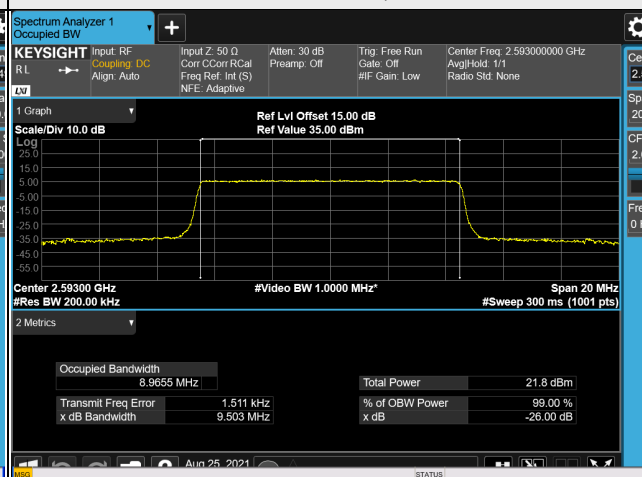 Spectrum Analyzer 1
Occupied BW
KEYSIGHT
R L
LXI
Input: RF
Coupling: DC
Align: Auto
Input Z: 50 Ω
Corr CCorr RCal
Freq Ref: Int (S)
NFE: Adaptive
Atten: 30 dB
Preamp: Off
Trig: Free Run
Gate: Off
#IF Gain: Low
Center Freq: 2.593000000 GHz
Avg|Hold: 1/1
Radio Std: None
1 Graph
Scale/Div 10.0 dB
Ref Lvl Offset 15.00 dB
Ref Value 35.00 dBm
Log
25.0
15.0
5.00
-5.00
-15.0
-25.0
-35.0
-45.0
-55.0
Center 2.59300 GHz
#Res BW 200.00 kHz
#Video BW 1.0000 MHz*
Span 20 MHz
#Sweep 300 ms (1001 pts)
2 Metrics
Occupied Bandwidth
8.9655 MHz
Total Power 21.8 dBm
Transmit Freq Error 1.511 kHz
% of OBW Power 99.00 %
x dB Bandwidth 9.503 MHz
x dB -26.00 dB
Aug 25, 2021
MSG
STATUS